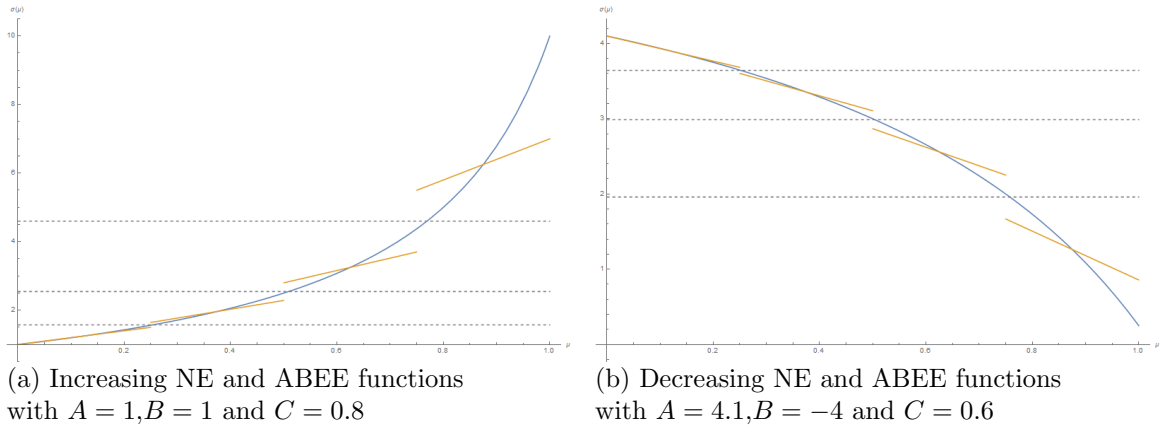 σ(μ)
10
8
6
4
2
0.2 0.4 0.6 0.8 1.0 μ
σ(μ)
4
3
2
1
0.2 0.4 0.6 0.8 1.0 μ
(a) Increasing NE and ABEE functions
with A = 1,B = 1 and C = 0.8
(b) Decreasing NE and ABEE functions
with A = 4.1,B = −4 and C = 0.6